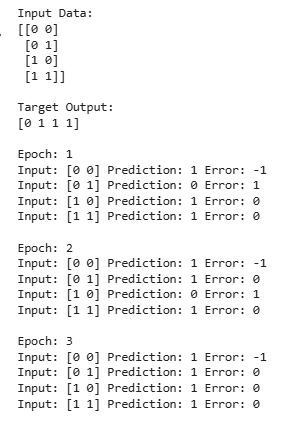 Input Data:
[[0 0]
[0 1]
[1 0]
[1 1]]
Target Output:
[0 1 1 1]
Epoch: 1
Input: [0 0] Prediction: 1 Error: -1
Input: [0 1] Prediction: 0 Error: 1
Input: [1 0] Prediction: 1 Error: 0
Input: [1 1] Prediction: 1 Error: 0
Epoch: 2
Input: [0 0] Prediction: 1 Error: -1
Input: [0 1] Prediction: 1 Error: 0
Input: [1 0] Prediction: 0 Error: 1
Input: [1 1] Prediction: 1 Error: 0
Epoch: 3
Input: [0 0] Prediction: 1 Error: -1
Input: [0 1] Prediction: 1 Error: 0
Input: [1 0] Prediction: 1 Error: 0
Input: [1 1] Prediction: 1 Error: 0